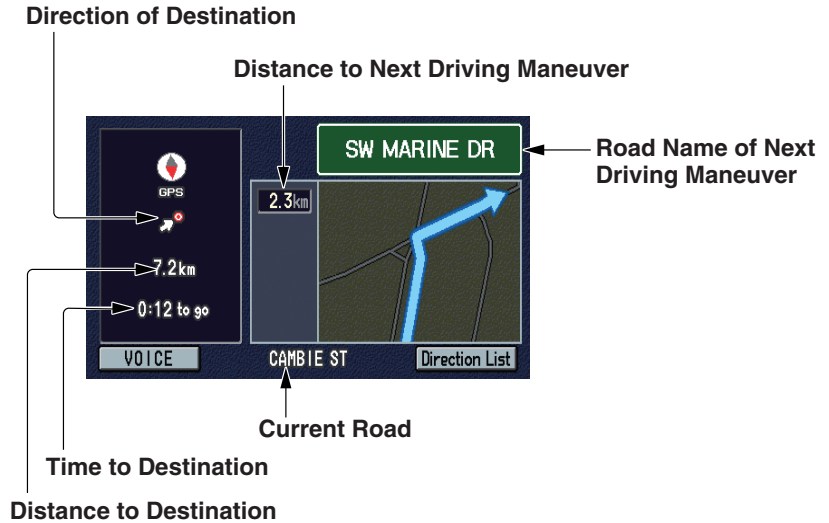 Direction of Destination
Distance to Next Driving Maneuver
SW MARINE DR
Road Name of Next
Driving Maneuver
GPS
2.3km
7.2km
0:12 to go
VOICE
CAMBIE ST
Direction List
Current Road
Time to Destination
Distance to Destination